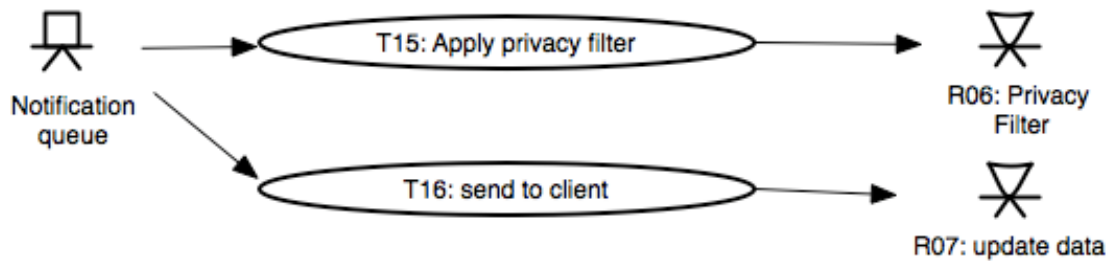 T15: Apply privacy filter
Notification
queue
R06: Privacy
Filter
T16: send to client
R07: update data